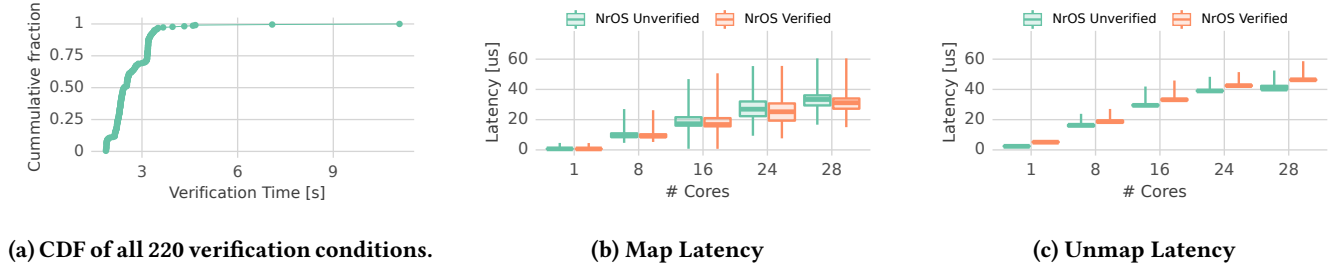 Cummulative fraction
1
0.75
0.50
0.25
0
3
6
9
Verification Time [s]
(a) CDF of all 220 verification conditions.
NrOS Unverified
NrOS Verified
Latency [us]
60
40
20
0
1
8
16
24
28
# Cores
(b) Map Latency
NrOS Unverified
NrOS Verified
Latency [us]
60
40
20
0
1
8
16
24
28
# Cores
(c) Unmap Latency